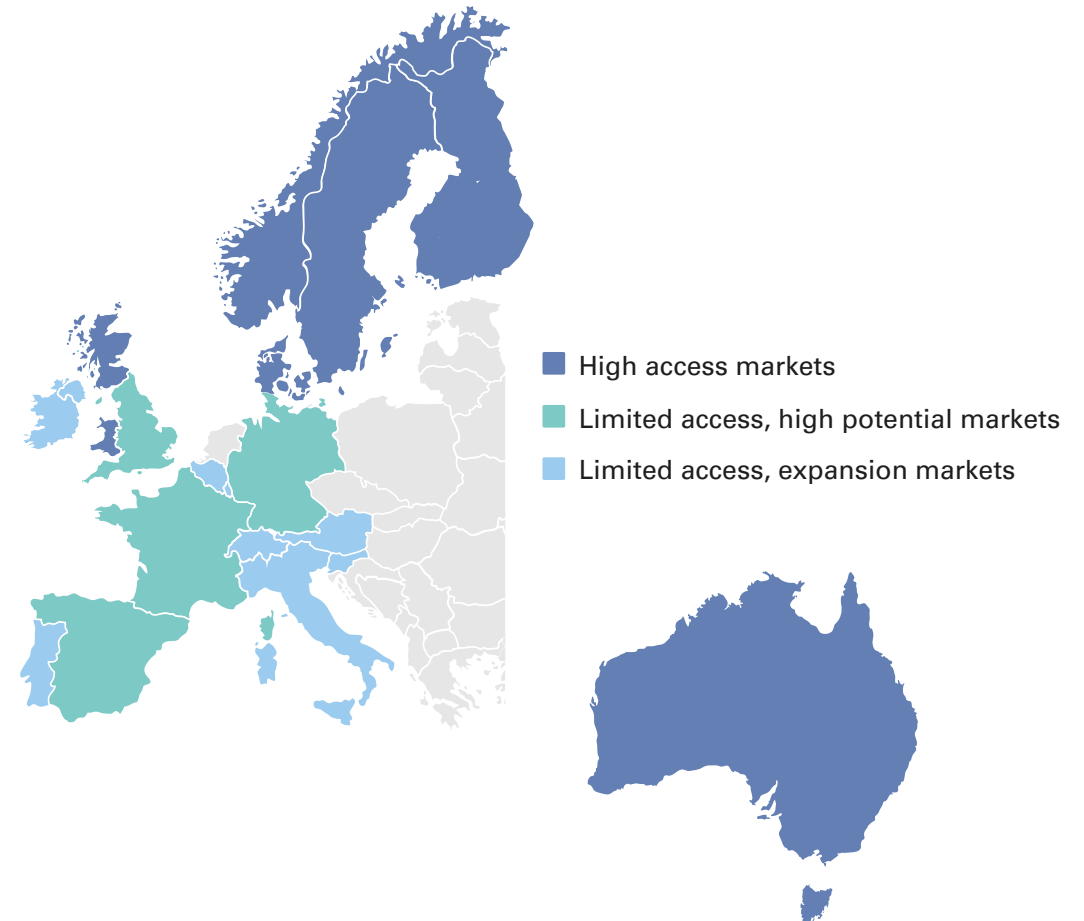 High access markets
Limited access, high potential markets
Limited access, expansion markets